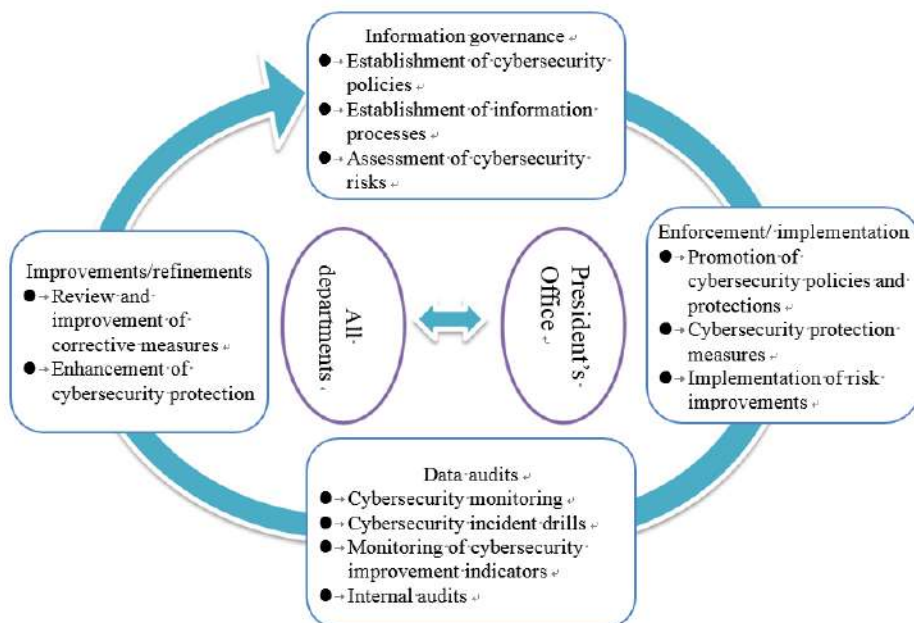 Information governance
● Establishment of cybersecurity
policies
● Establishment of information
processes
● Assessment of cybersecurity
risks
Enforcement/ implementation
● Promotion of
cybersecurity policies and
protections
● Cybersecurity protection
measures
● Implementation of risk
improvements
Improvements/refinements
● Review and
improvement of
corrective measures
● Enhancement of
cybersecurity protection
All
departments
President's
Office
Data audits
● Cybersecurity monitoring
● Cybersecurity incident drills
● Monitoring of cybersecurity
improvement indicators
● Internal audits